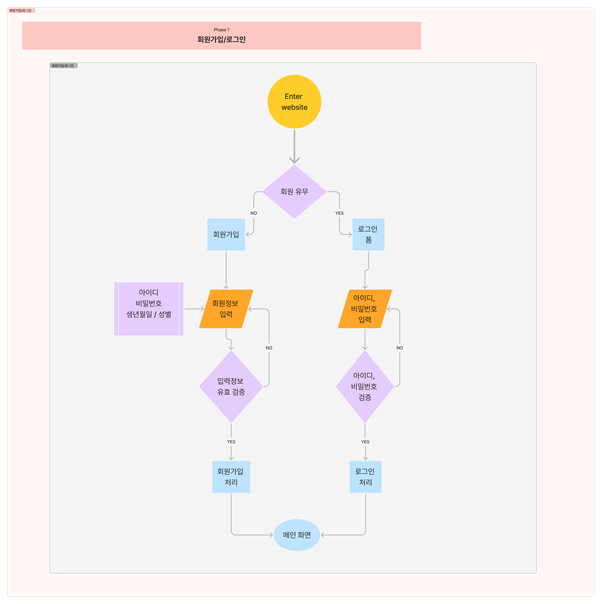 회원가입/로그인
Phase 1
회원가입/로그인
회원가입/로그인
Enter
website
회원 유무
NO
YES
회원가입
로그인
폼
아이디
비밀번호
생년월일 / 성별
회원정보
입력
아이디,
비밀번호
입력
NO
NO
입력정보
유효 검증
아이디,
비밀번호
검증
YES
YES
회원가입
처리
로그인
처리
메인 화면